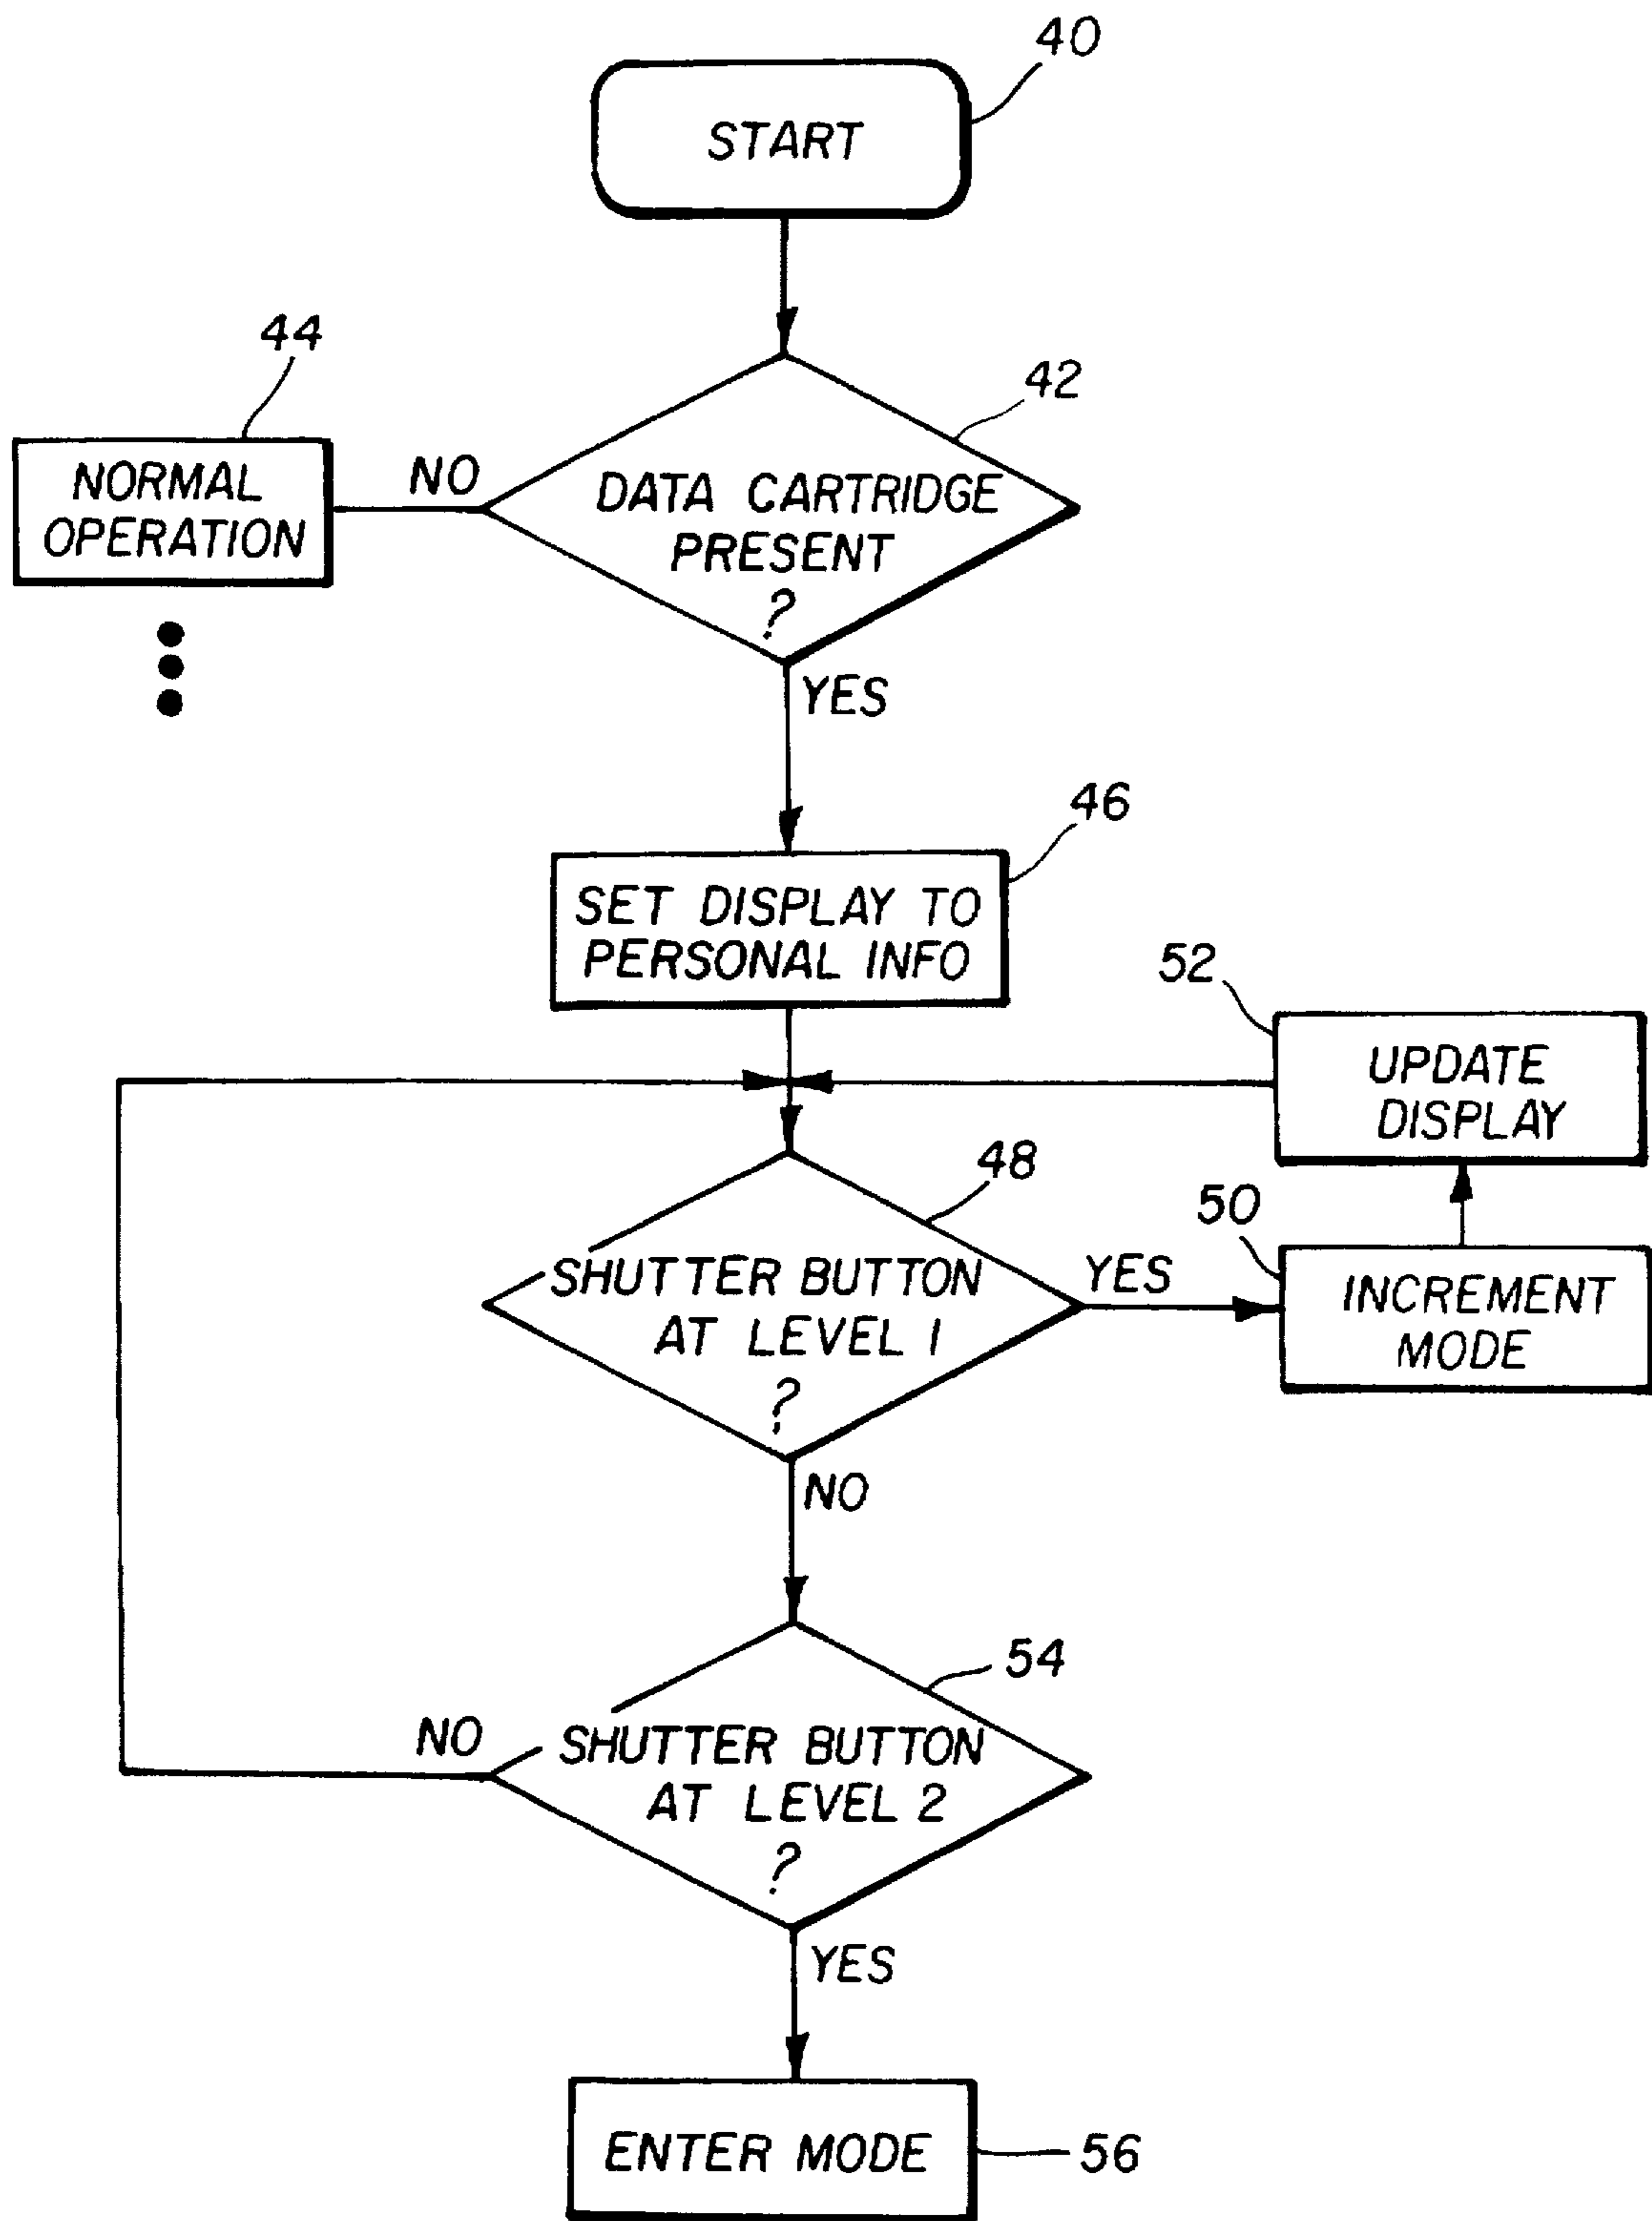 40
START
44
42
NORMAL
OPERATION
NO
DATA CARTRIDGE
PRESENT
?
YES
46
SET DISPLAY TO
PERSONAL INFO
52
UPDATE
DISPLAY
48
50
SHUTTER BUTTON
AT LEVEL 1
?
YES
INCREMENT
MODE
NO
54
NO
SHUTTER BUTTON
AT LEVEL 2
?
YES
ENTER MODE
56